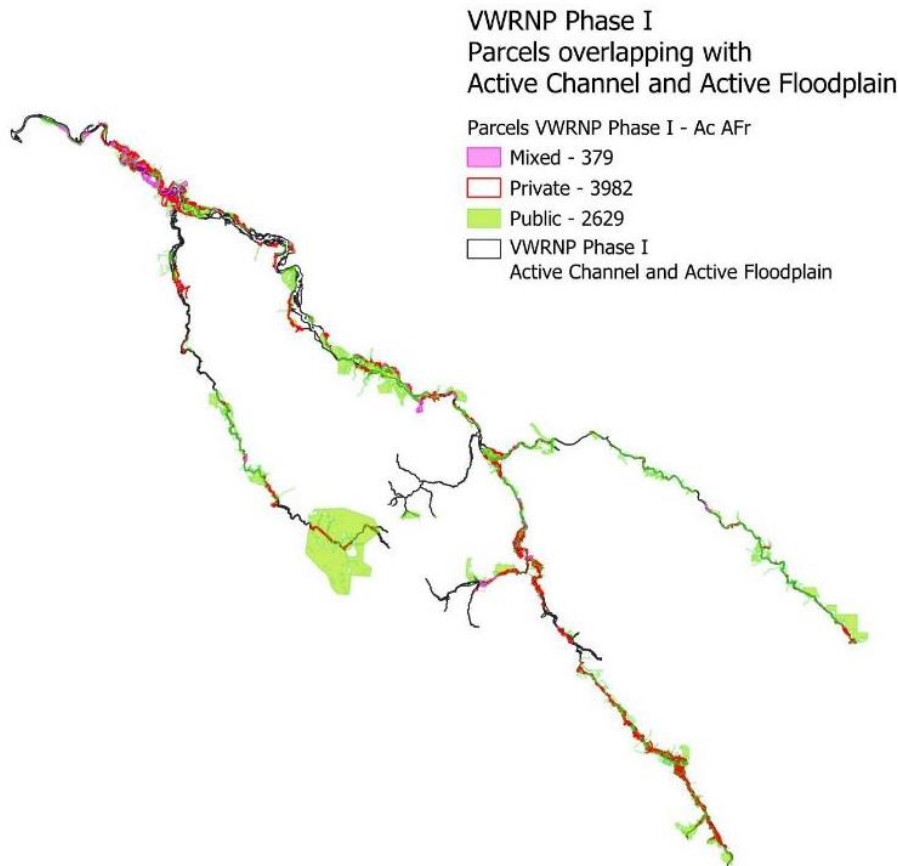 VWRNP Phase I
Parcels overlapping with
Active Channel and Active Floodplain
Parcels VWRNP Phase I - Ac AFr
Mixed - 379
Private - 3982
Public - 2629
VWRNP Phase I
Active Channel and Active Floodplain